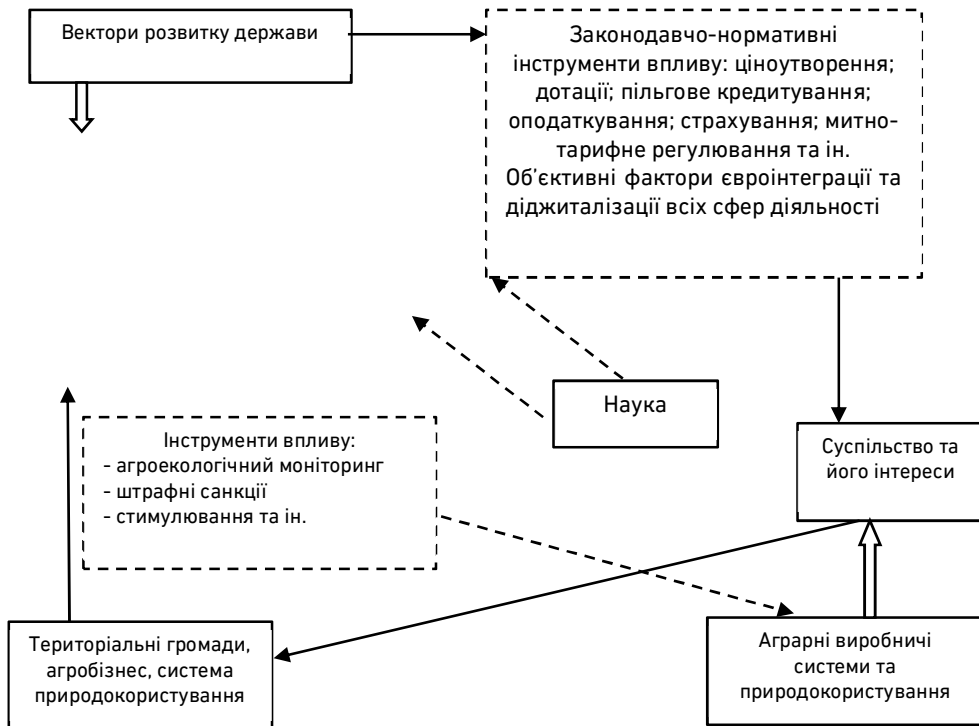 Вектори розвитку держави
Законодавчо-нормативні
інструменти впливу: ціноутворення;
дотації; пільгове кредитування;
оподаткування; страхування; митно-
тарифне регулювання та ін.
Об'єктивні фактори євроінтеграції та
діджиталізації всіх сфер діяльності
Наука
Інструменти впливу:
- агроекологічний моніторинг
- штрафні санкції
- стимулювання та ін.
Суспільство та
його інтереси
Територіальні громади,
агробізнес, система
природокористування
Аграрні виробничі
системи та
природокористування